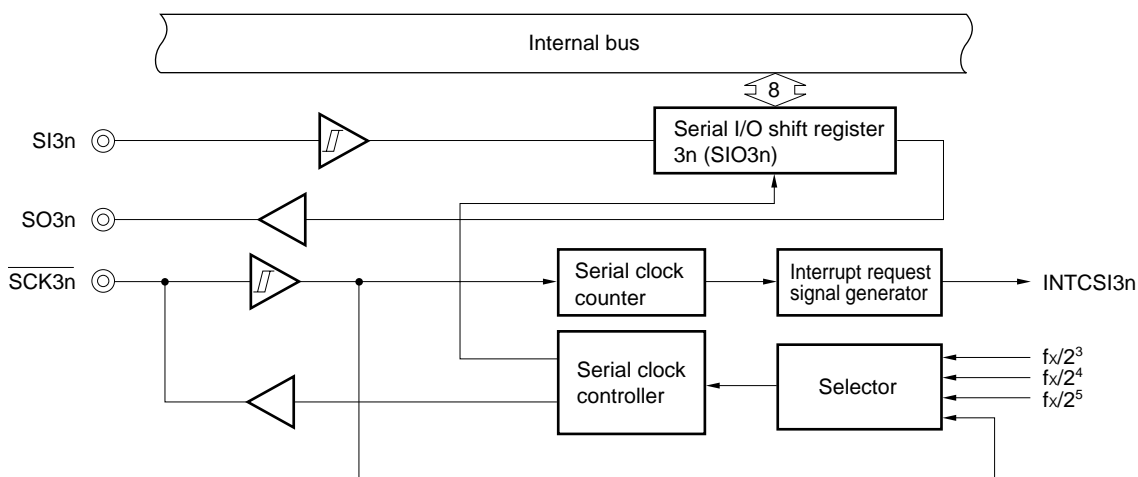 Internal bus
8
SI3n
Serial I/O shift register
3n (SIO3n)
SO3n
SCK3n
Serial clock
counter
Interrupt request
signal generator
INTCSI3n
Serial clock
controller
Selector
fX/2³
fX/2⁴
fX/2⁵